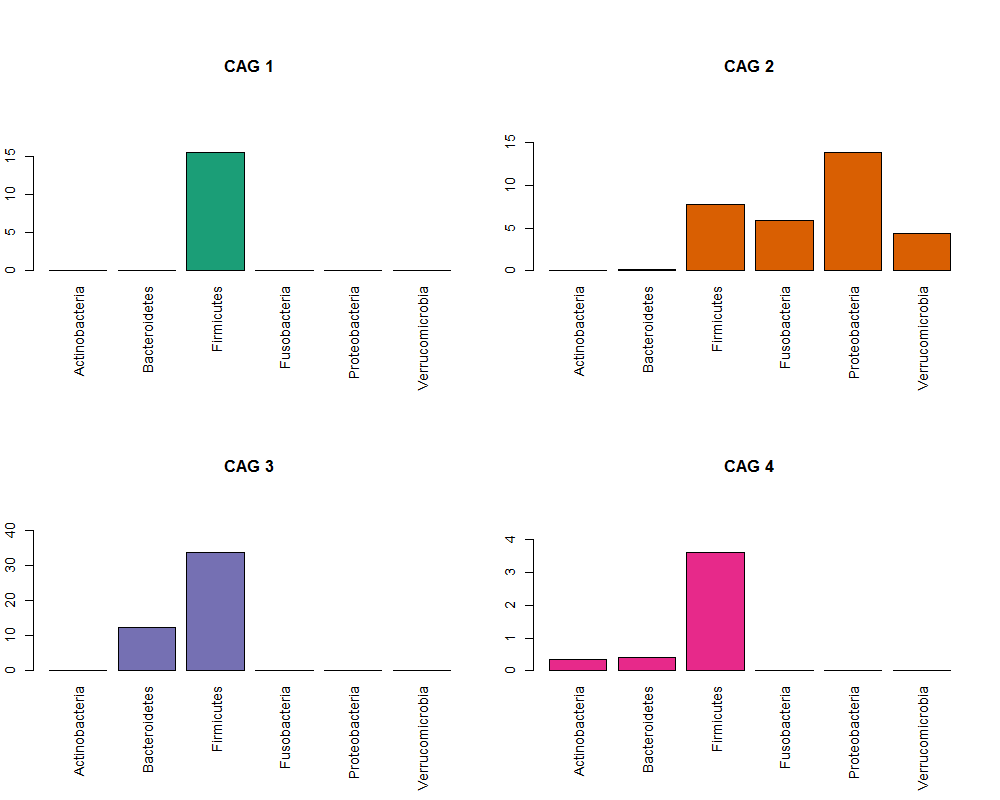 CAG 1
15
10
5
0
Actinobacteria
Bacteroidetes
Firmicutes
Fusobacteria
Proteobacteria
Verrucomicrobia
CAG 2
15
10
5
0
Actinobacteria
Bacteroidetes
Firmicutes
Fusobacteria
Proteobacteria
Verrucomicrobia
CAG 3
40
30
20
10
0
Actinobacteria
Bacteroidetes
Firmicutes
Fusobacteria
Proteobacteria
Verrucomicrobia
CAG 4
4
3
2
1
0
Actinobacteria
Bacteroidetes
Firmicutes
Fusobacteria
Proteobacteria
Verrucomicrobia